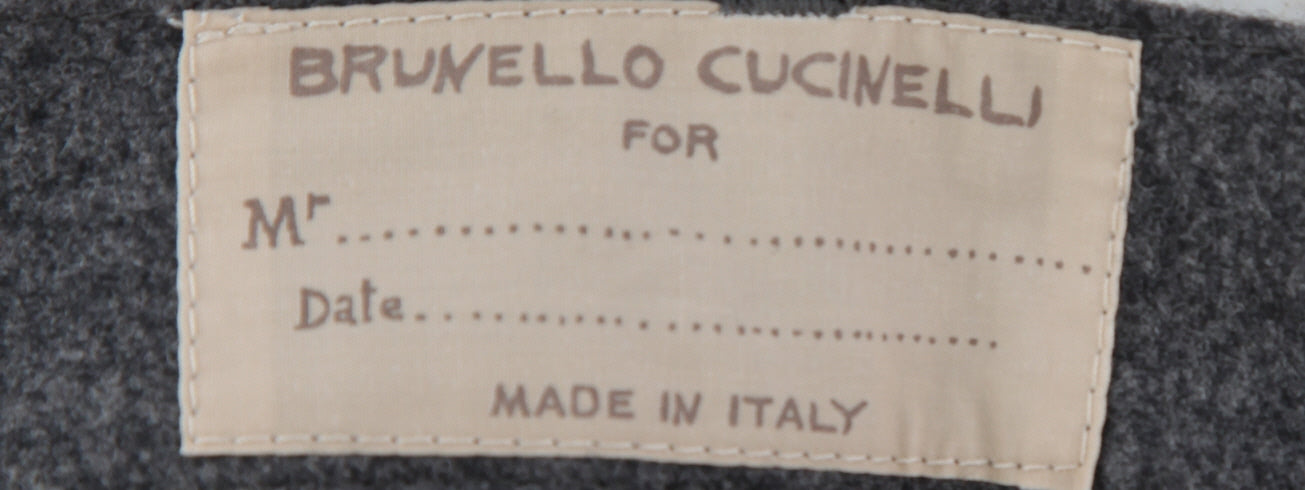 BRUNELLO CUCINELLI
FOR
Mr........................................
Date........................................
MADE IN ITALY